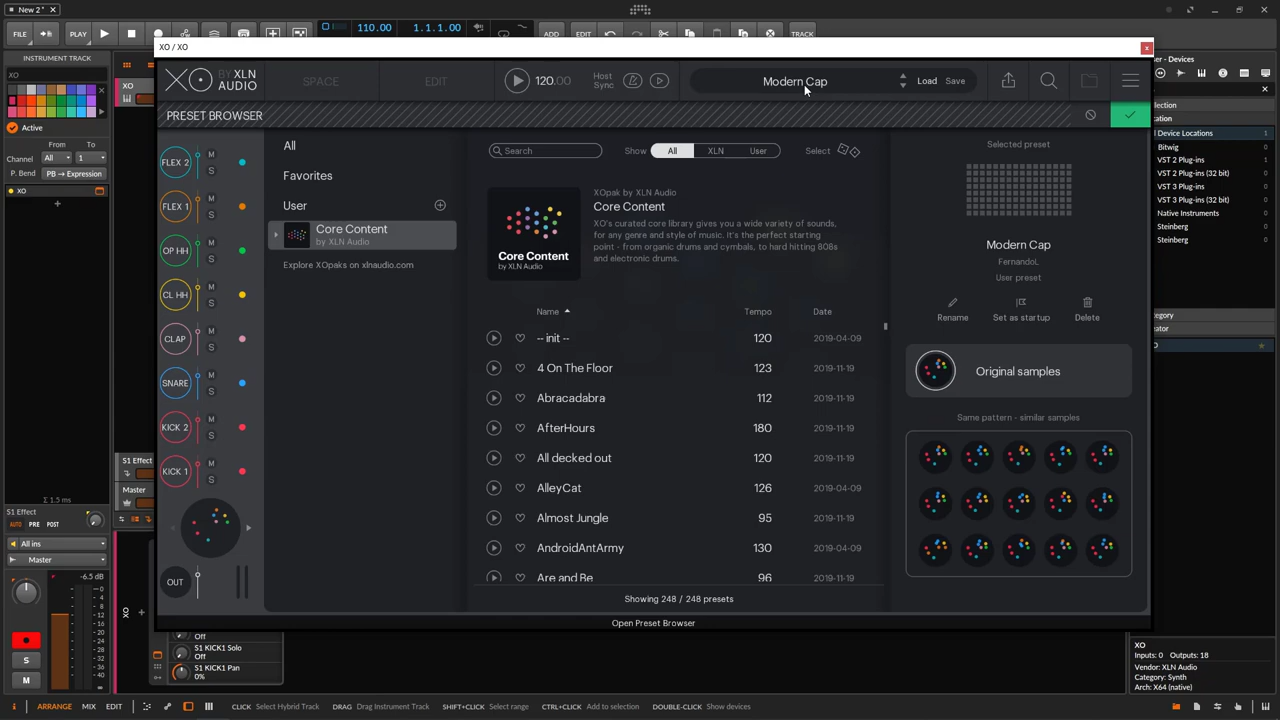 New 2 *
FILE
PLAY
110.00
1.1.1.00
ADD
EDIT
TRACK
XO / XO
INSTRUMENT TRACK
XO
Active
From To
Channel All 1
P. Bend PB → Expression
XO
XO
BY XLN
AUDIO
SPACE
EDIT
120.00
Host
Sync
Modern Cap
Load
Save
PRESET BROWSER
FLEX 2
M
S
FLEX 1
M
S
OP HH
M
S
CL HH
M
S
CLAP
M
S
SNARE
M
S
KICK 2
M
S
KICK 1
M
S
OUT
All
Favorites
User
Core Content
by XLN Audio
Explore XOpaks on xlnaudio.com
Search
Show
All
XLN
User
Select
Core Content
by XLN Audio
XOpak by XLN Audio
Core Content
XO's curated core library gives you a wide variety of sounds,
for any genre and style of music. It's the perfect starting
point - from organic drums and cymbals, to hard hitting 808s
and electronic drums.
Name Tempo Date
-- init -- 120 2019-04-09
4 On The Floor 123 2019-11-19
Abracadabra 112 2019-11-19
AfterHours 180 2019-11-19
All decked out 120 2019-11-19
AlleyCat 126 2019-04-09
Almost Jungle 95 2019-11-19
AndroidAntArmy 130 2019-04-09
Are and Be 96 2019-11-19
Showing 248 / 248 presets
Open Preset Browser
Selected preset
Modern Cap
FernandoL
User preset
Rename
Set as startup
Delete
Original samples
Same pattern - similar samples
ser - Devices
Device Locations 1
Bitwig
VST 2 Plug-ins 1
VST 2 Plug-ins (32 bit)
VST 3 Plug-ins
VST 3 Plug-ins (32 bit)
Native Instruments
Steinberg
Steinberg
XO
S1 Effect
Master
Σ 1.5 ms
S1 Effect
AUTO PRE POST
All ins
Master
-6.5 dB
S
M
XO
Off
S1 KICK1 Solo
Off
S1 KICK1 Pan
0%
XO
Inputs: 0 Outputs: 18
Vendor: XLN Audio
Category: Synth
Arch: X64 (native)
ARRANGE
MIX
EDIT
CLICK Select Hybrid Track
DRAG Drag Instrument Track
SHIFT+CLICK Select range
CTRL+CLICK Add to selection
DOUBLE-CLICK Show devices